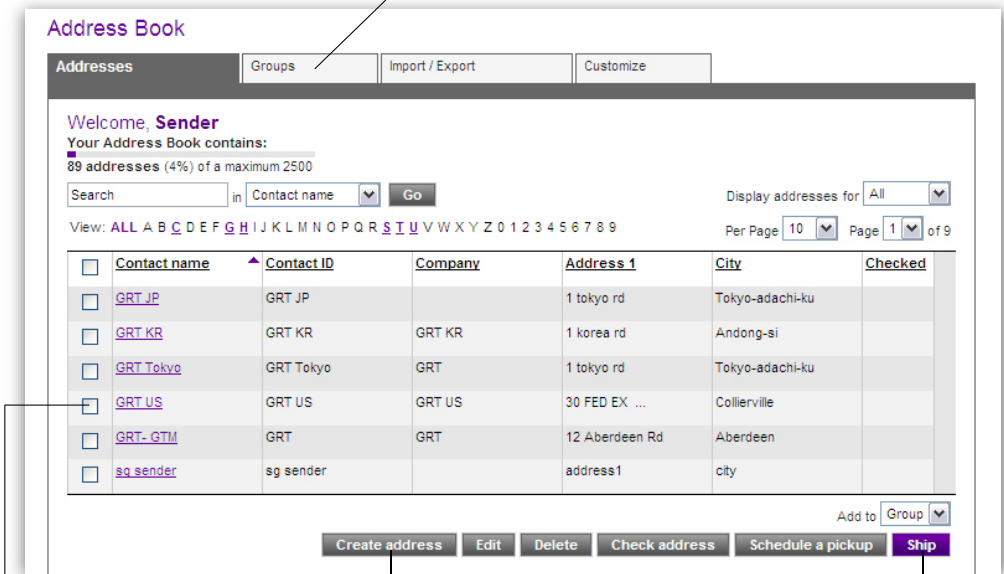 Address Book
Addresses Groups Import / Export Customize
Welcome, Sender
Your Address Book contains:
89 addresses (4%) of a maximum 2500
Search in Contact name Go Display addresses for All
View: ALL A B C D E F G H I J K L M N O P Q R S T U V W X Y Z 0 1 2 3 4 5 6 7 8 9 Per Page 10 Page 1 of 9
Contact name Contact ID Company Address 1 City Checked
GRT JP GRT JP 1 tokyo rd Tokyo-adachi-ku
GRT KR GRT KR GRT KR 1 korea rd Andong-si
GRT Tokyo GRT Tokyo GRT 1 tokyo rd Tokyo-adachi-ku
GRT US GRT US GRT US 30 FED EX ... Collierville
GRT- GTM GRT GRT 12 Aberdeen Rd Aberdeen
sg sender sg sender address1 city
Add to Group
Create address Edit Delete Check address Schedule a pickup Ship